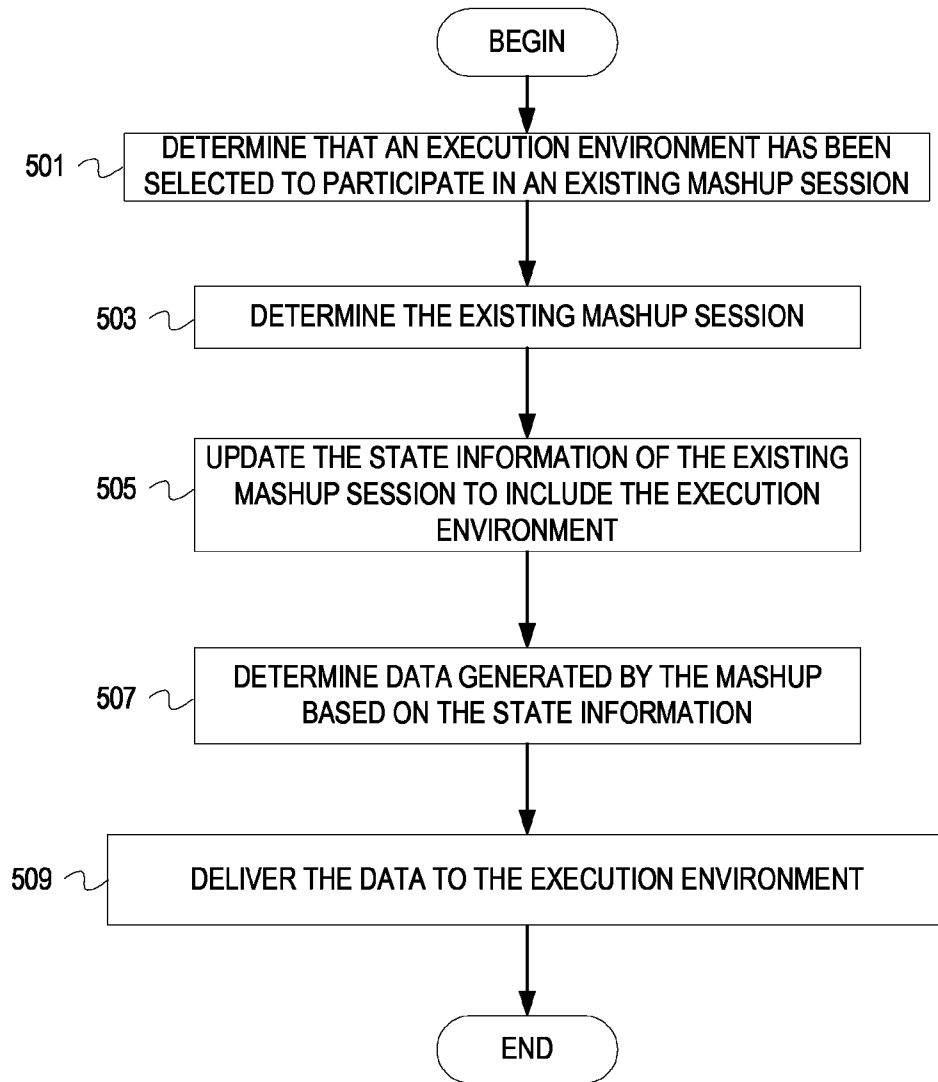 BEGIN
501
DETERMINE THAT AN EXECUTION ENVIRONMENT HAS BEEN
SELECTED TO PARTICIPATE IN AN EXISTING MASHUP SESSION
503
DETERMINE THE EXISTING MASHUP SESSION
505
UPDATE THE STATE INFORMATION OF THE EXISTING
MASHUP SESSION TO INCLUDE THE EXECUTION
ENVIRONMENT
507
DETERMINE DATA GENERATED BY THE MASHUP
BASED ON THE STATE INFORMATION
509
DELIVER THE DATA TO THE EXECUTION ENVIRONMENT
END